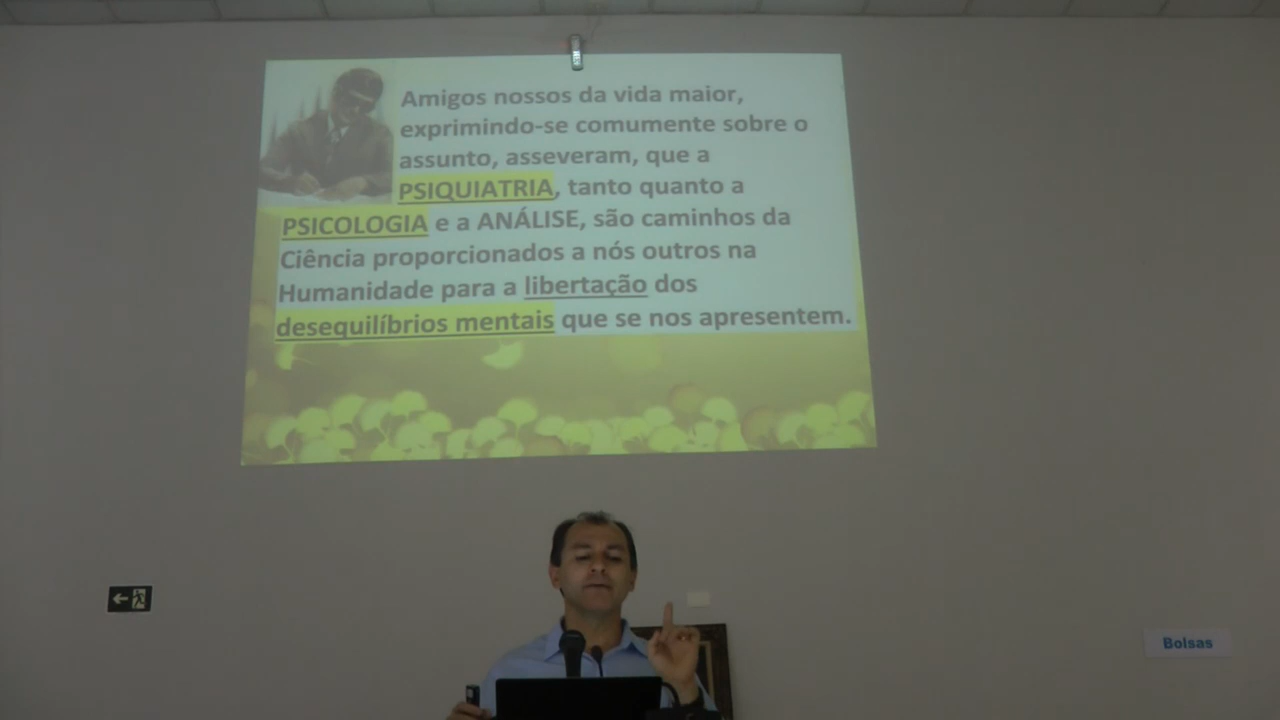 Amigos nossos da vida maior,
exprimindo-se comumente sobre o
assunto, asseveram, que a
PSIQUIATRIA, tanto quanto a
PSICOLOGIA e a ANÁLISE, são caminhos da
Ciência proporcionados a nós outros na
Humanidade para a libertação dos
desequilíbrios mentais que se nos apresentem.
Bolsas